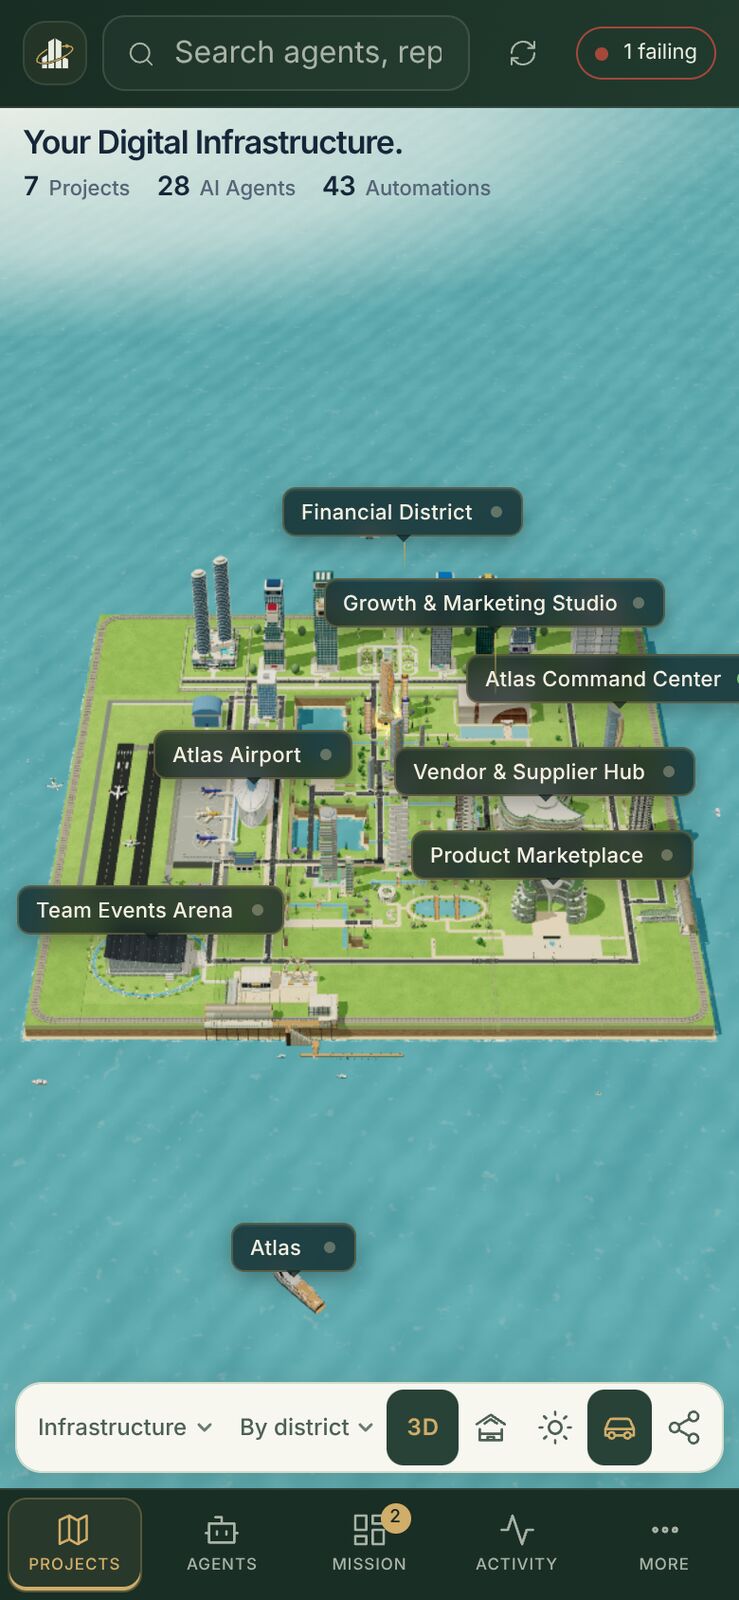 Search agents, rep
1 failing
Your Digital Infrastructure.
7 Projects 28 AI Agents 43 Automations
Financial District
Growth & Marketing Studio
Atlas Command Center
Atlas Airport
Vendor & Supplier Hub
Product Marketplace
Team Events Arena
Atlas
Infrastructure By district 3D
2
PROJECTS AGENTS MISSION ACTIVITY MORE